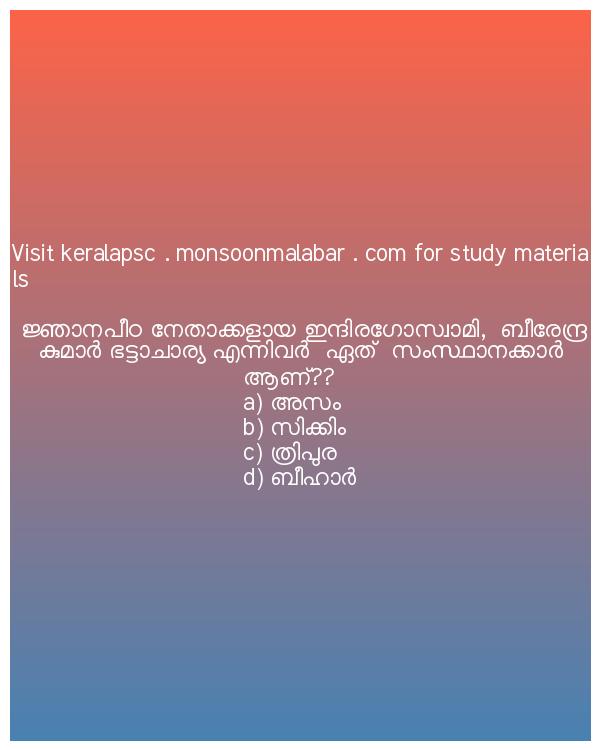 Visit keralapsc . monsoonmalabar . com for study materia
ls
ജ്ഞാനപീഠ നേതാക്കളായ ഇന്ദിരഗോസ്വാമി, ബീരേന്ദ്ര
കുമാർ ഭട്ടാചാര്യ എന്നിവർ ഏത് സംസ്ഥാനക്കാർ
ആണ്??
a) അസം
b) സിക്കിം
c) ത്രിപുര
d) ബീഹാർ